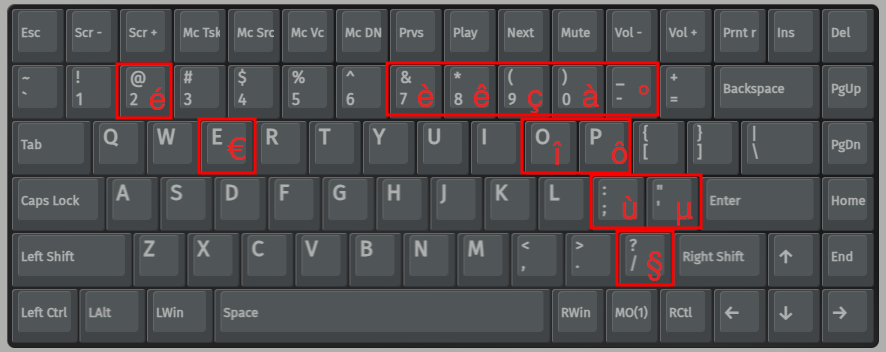 Esc Scr - Scr + Mc Tsk Mc Src Mc Vc Mc DN Prvs Play Next Mute Vol - Vol + Prnt r Ins Del
~ ! @ # $ % ^ & * ( ) _ +
` 1 2 é 3 4 5 6 7 è 8 ê 9 ç 0 à - ° = Backspace PgUp
Tab Q W E € R T Y U I O î P ô { [ } ] | \ PgDn
Caps Lock A S D F G H J K L : ; ù " ' µ Enter Home
Left Shift Z X C V B N M < , > . ? / § Right Shift ↑ End
Left Ctrl LAlt LWin Space RWin MO(1) RCtl ← ↓ →